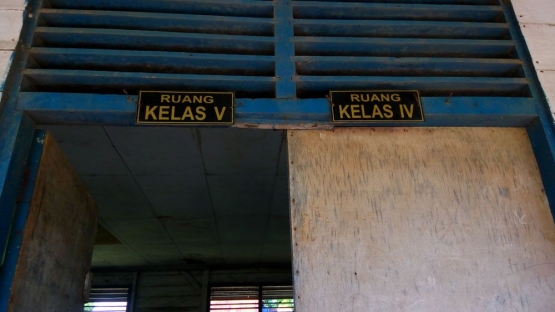 RUANG
KELAS V
RUANG
KELAS IV